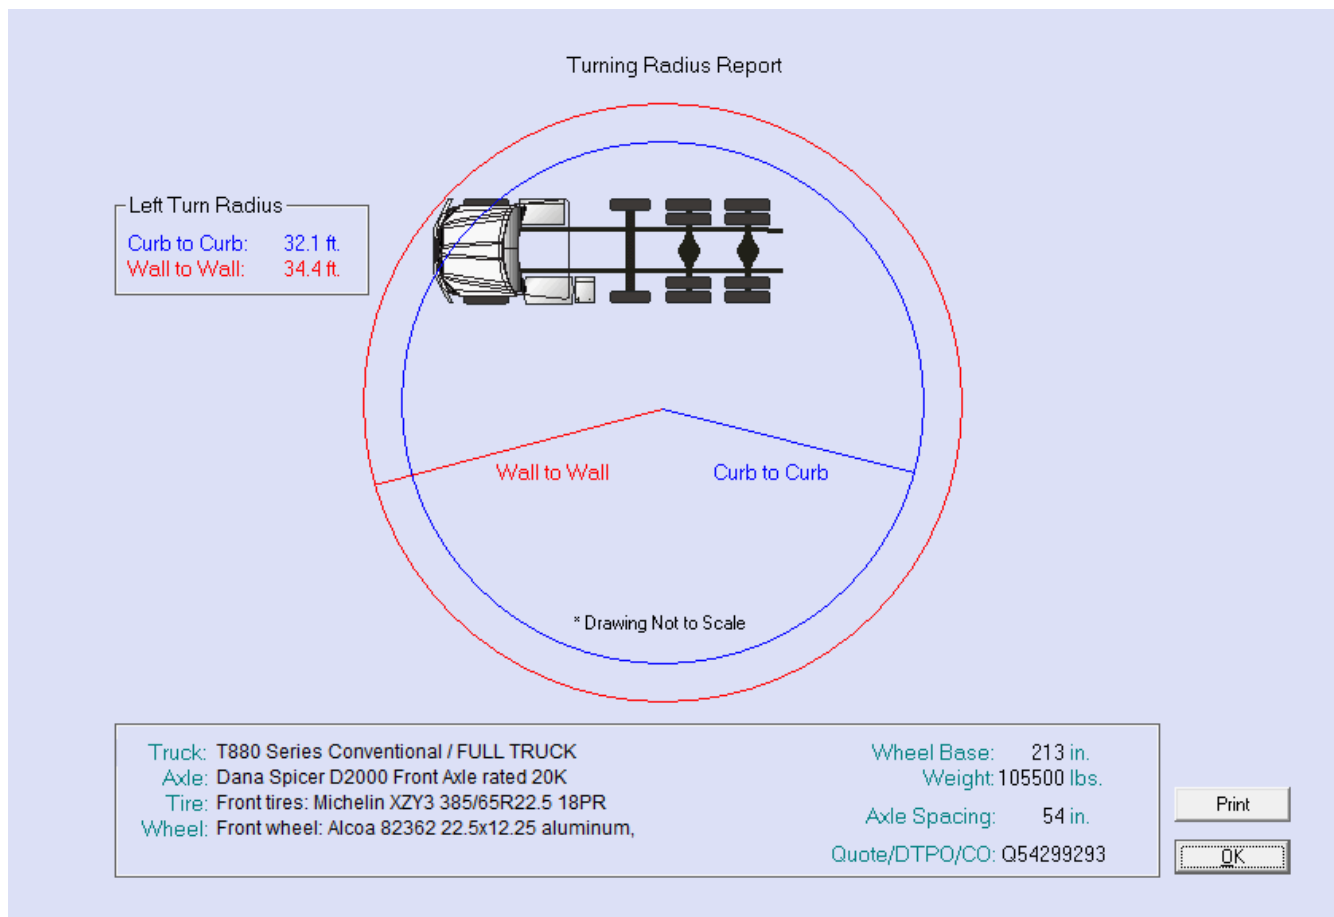 Turning Radius Report
Left Turn Radius
Curb to Curb: 32.1 ft.
Wall to Wall: 34.4 ft.
Wall to Wall
Curb to Curb
* Drawing Not to Scale
Truck: T880 Series Conventional / FULL TRUCK
Axle: Dana Spicer D2000 Front Axle rated 20K
Tire: Front tires: Michelin XZY3 385/65R22.5 18PR
Wheel: Front wheel: Alcoa 82362 22.5x12.25 aluminum,
Wheel Base: 213 in.
Weight: 105500 lbs.
Axle Spacing: 54 in.
Quote/DTPO/CO: Q54299293
Print
OK